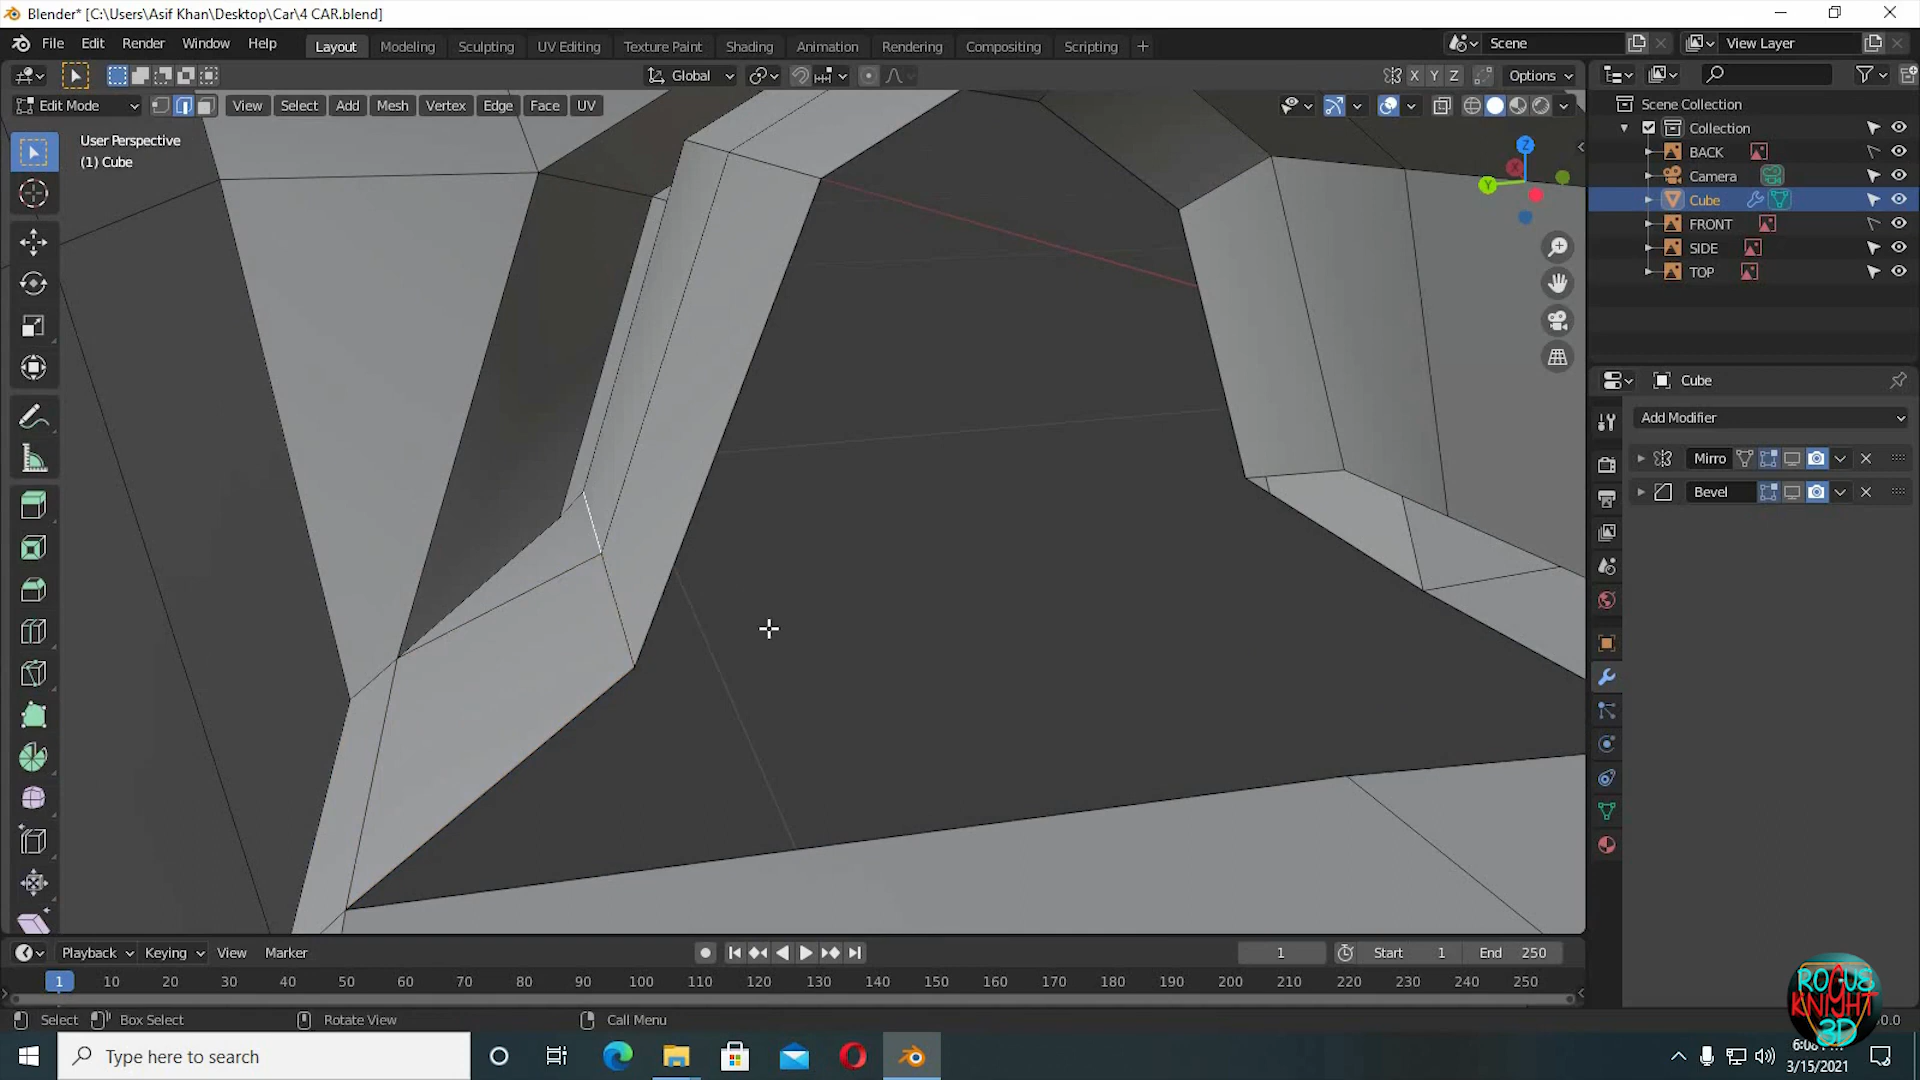 Blender* [C:\Users\Asif Khan\Desktop\Car\4 CAR.blend]
File Edit Render Window Help
Layout Modeling Sculpting UV Editing Texture Paint Shading Animation Rendering Compositing Scripting
Scene
View Layer
Global
X Y Z
Options
Edit Mode
View Select Add Mesh Vertex Edge Face UV
User Perspective
(1) Cube
Z
Y
X
Scene Collection
Collection
BACK
Camera
Cube
FRONT
SIDE
TOP
Cube
Add Modifier
Mirro
Bevel
Playback Keying View Marker
1
Start 1
End 250
1 10 20 30 40 50 60 70 80 90 100 110 120 130 140 150 160 170 180 190 200 210 220 230 240 250
Select Box Select Rotate View Call Menu
ROGUE
KNIGHT
3D
Type here to search
3/15/2021